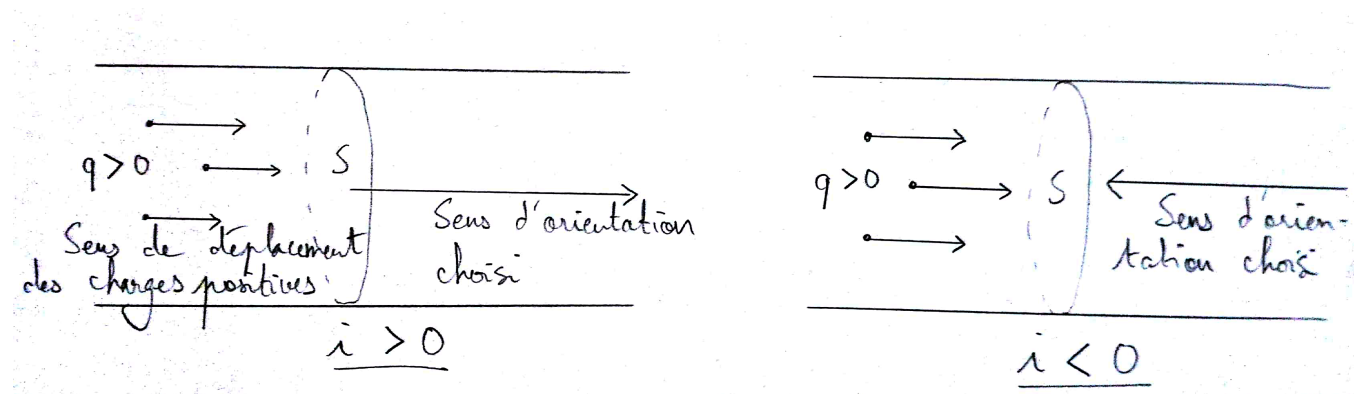 q > 0
S
Sens de déplacement
des charges positives
Sens d'orientation
choisi
i > 0
q > 0
S
Sens d'orien-
tation choisi
i < 0